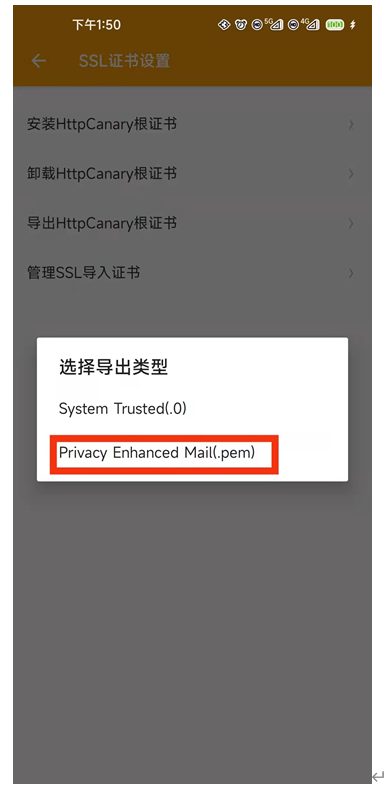 下午1:50
5G 4G 100
SSL证书设置
安装HttpCanary根证书
卸载HttpCanary根证书
导出HttpCanary根证书
管理SSL导入证书
选择导出类型
System Trusted(.0)
Privacy Enhanced Mail(.pem)